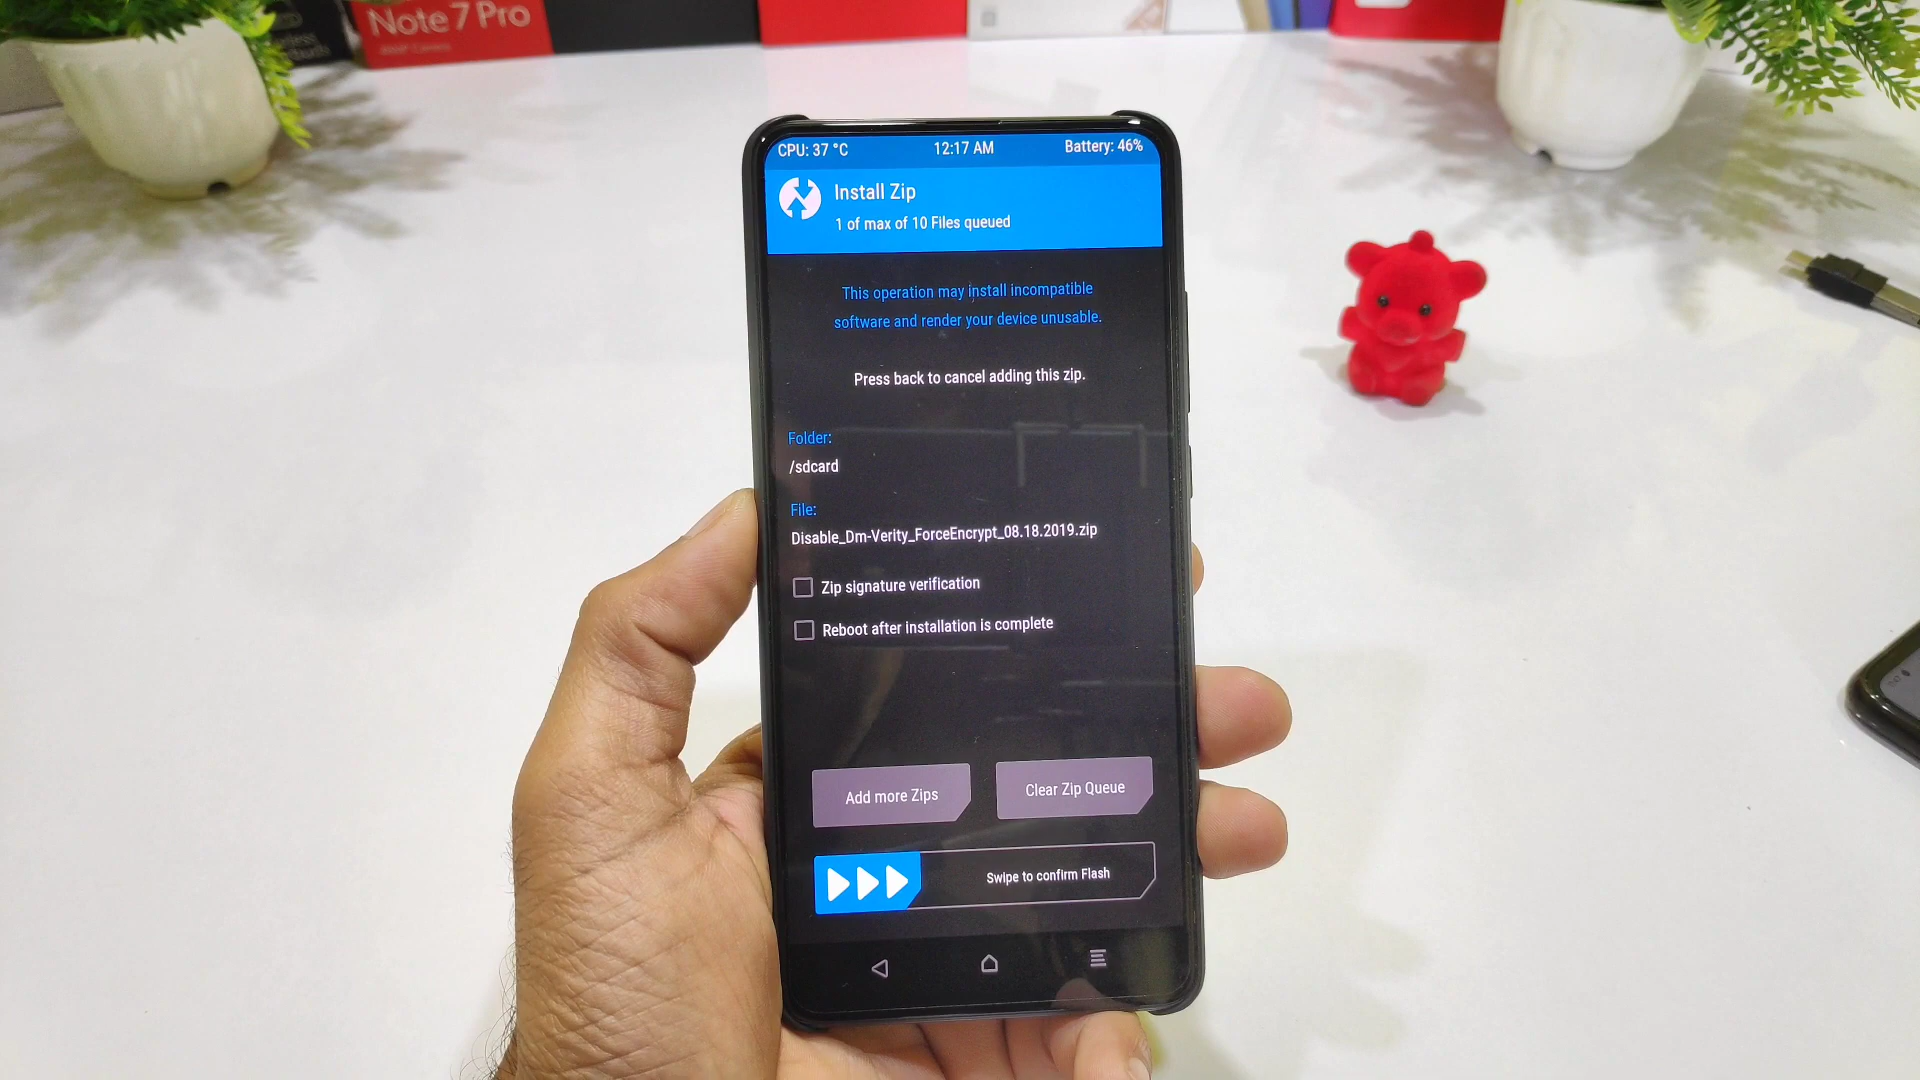 Note 7 Pro
CPU: 37 °C
12:17 AM
Battery: 46%
Install Zip
1 of max of 10 Files queued
This operation may install incompatible
software and render your device unusable.
Press back to cancel adding this zip.
Folder:
/sdcard
File:
Disable_Dm-Verity_ForceEncrypt_08.18.2019.zip
Zip signature verification
Reboot after installation is complete
Add more Zips
Clear Zip Queue
Swipe to confirm Flash